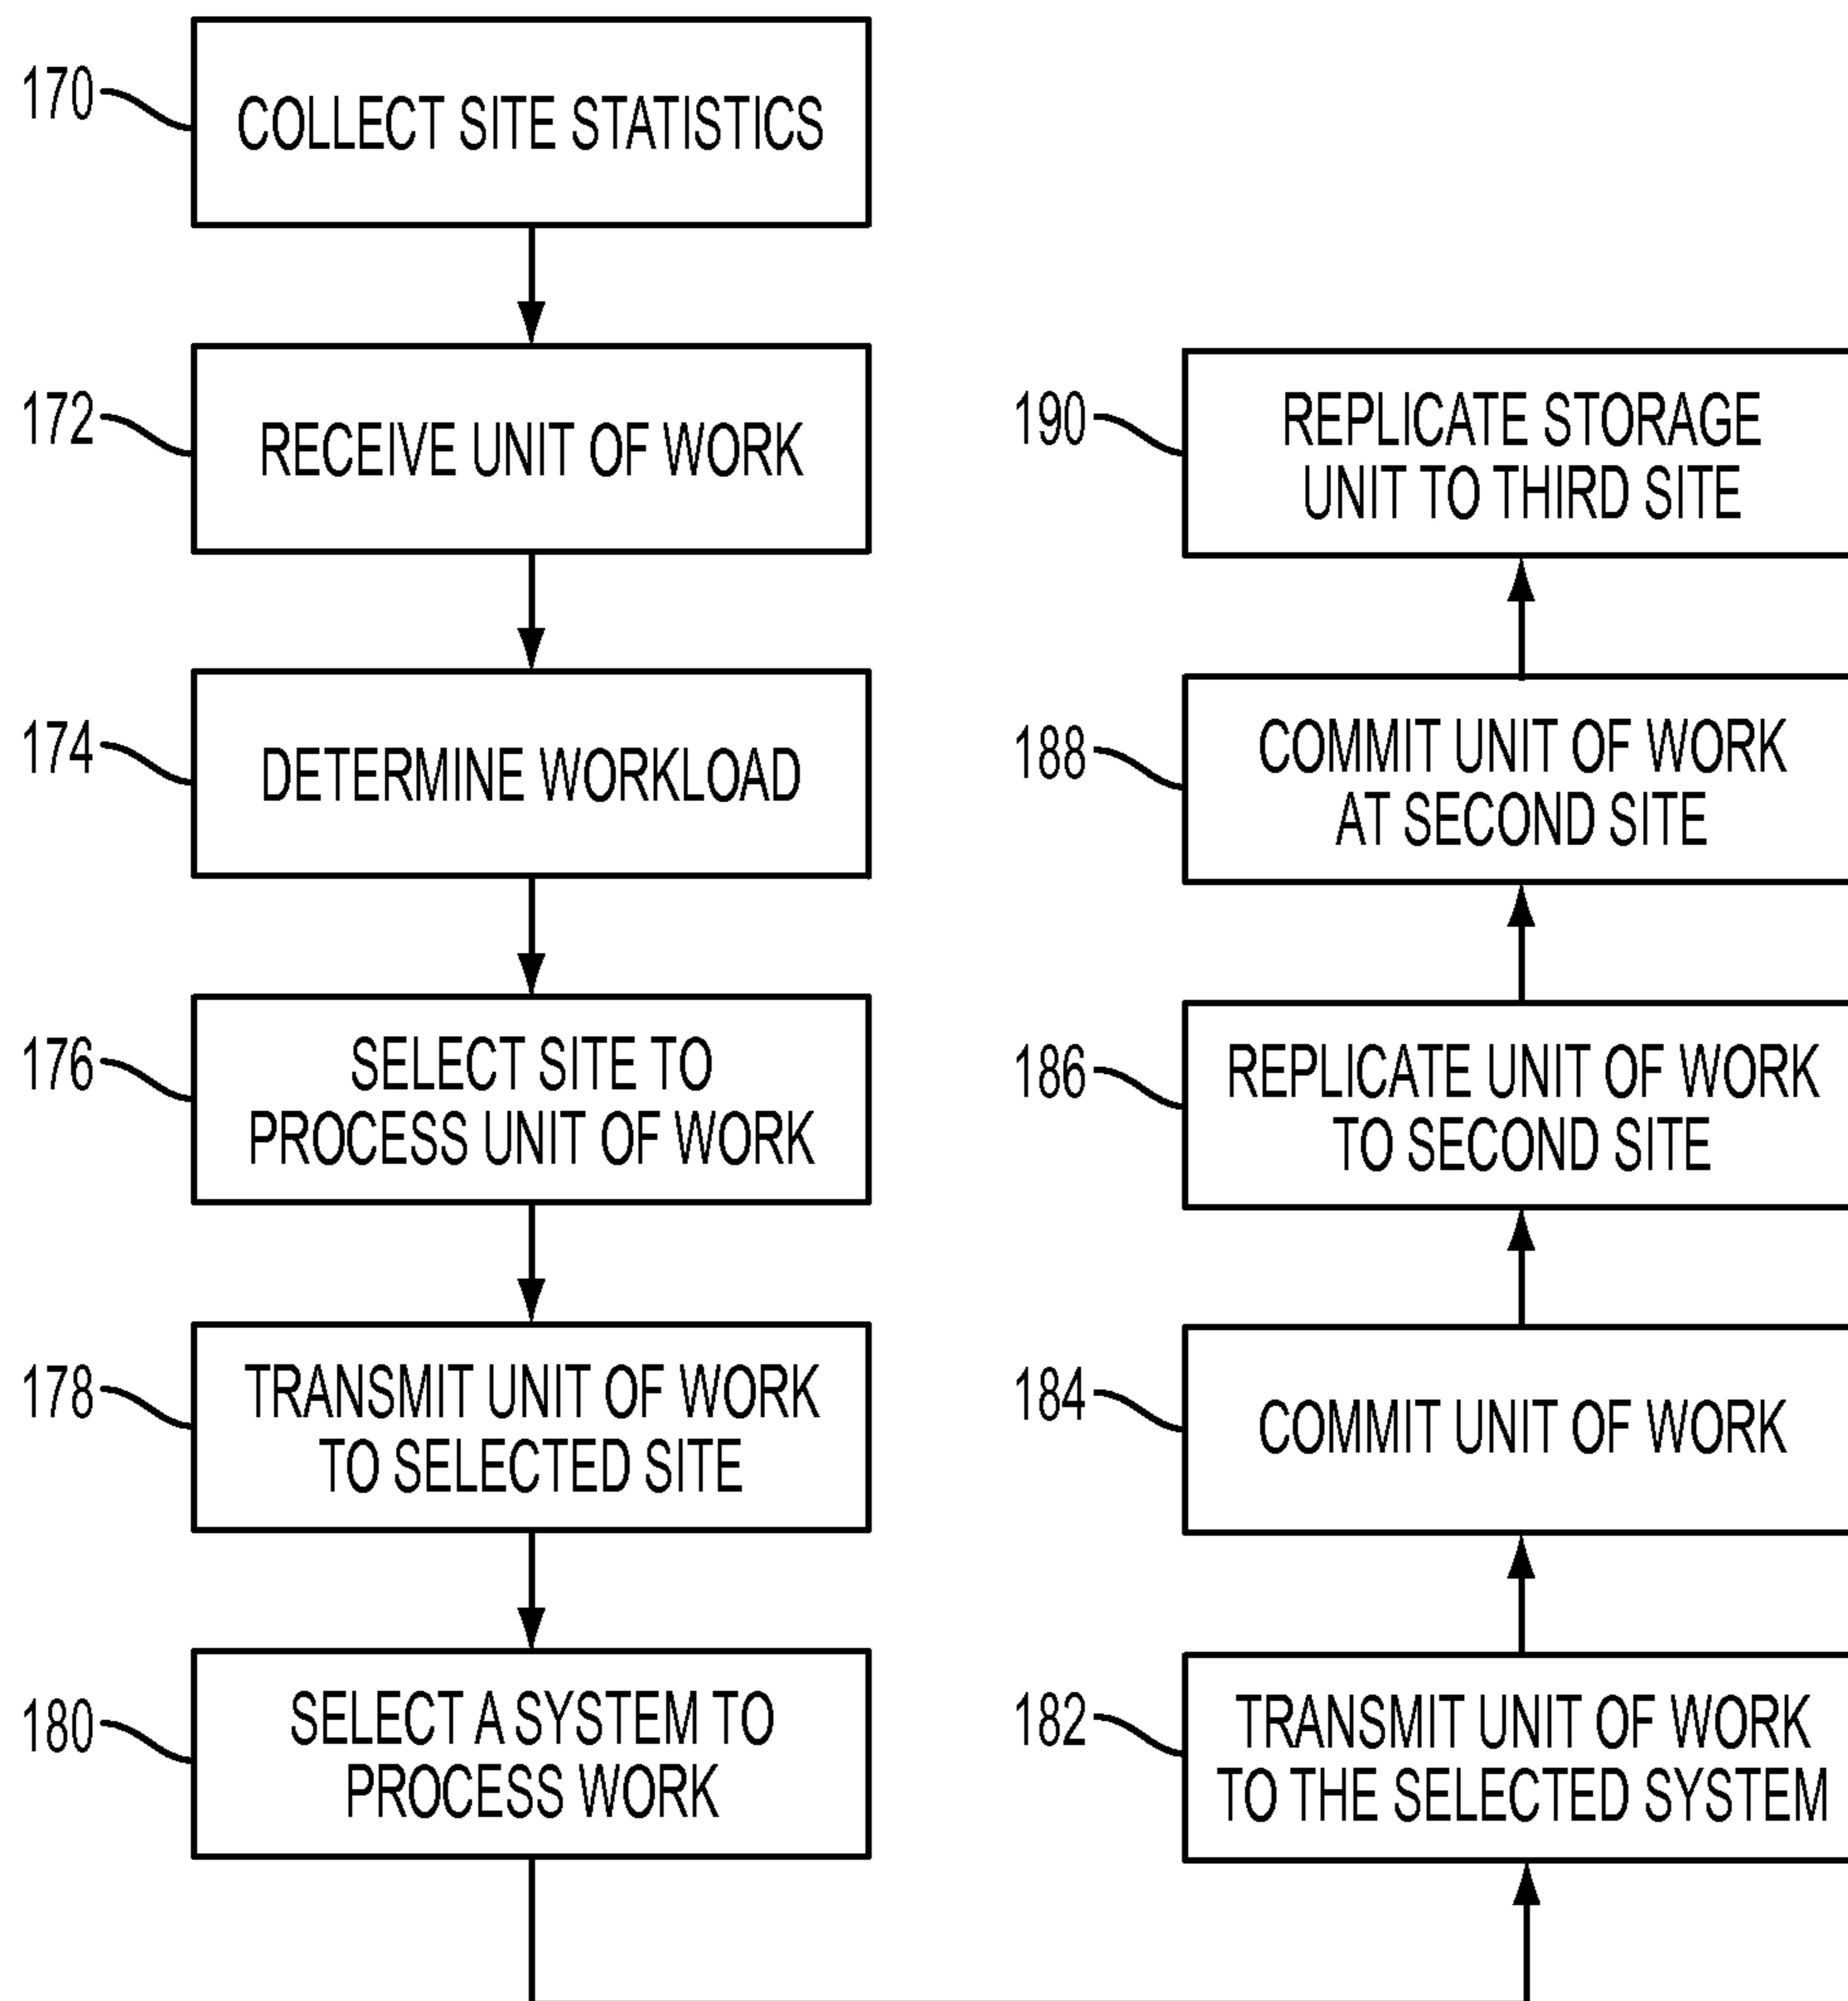 170
COLLECT SITE STATISTICS
172
RECEIVE UNIT OF WORK
174
DETERMINE WORKLOAD
176
SELECT SITE TO
PROCESS UNIT OF WORK
178
TRANSMIT UNIT OF WORK
TO SELECTED SITE
180
SELECT A SYSTEM TO
PROCESS WORK
182
TRANSMIT UNIT OF WORK
TO THE SELECTED SYSTEM
184
COMMIT UNIT OF WORK
186
REPLICATE UNIT OF WORK
TO SECOND SITE
188
COMMIT UNIT OF WORK
AT SECOND SITE
190
REPLICATE STORAGE
UNIT TO THIRD SITE